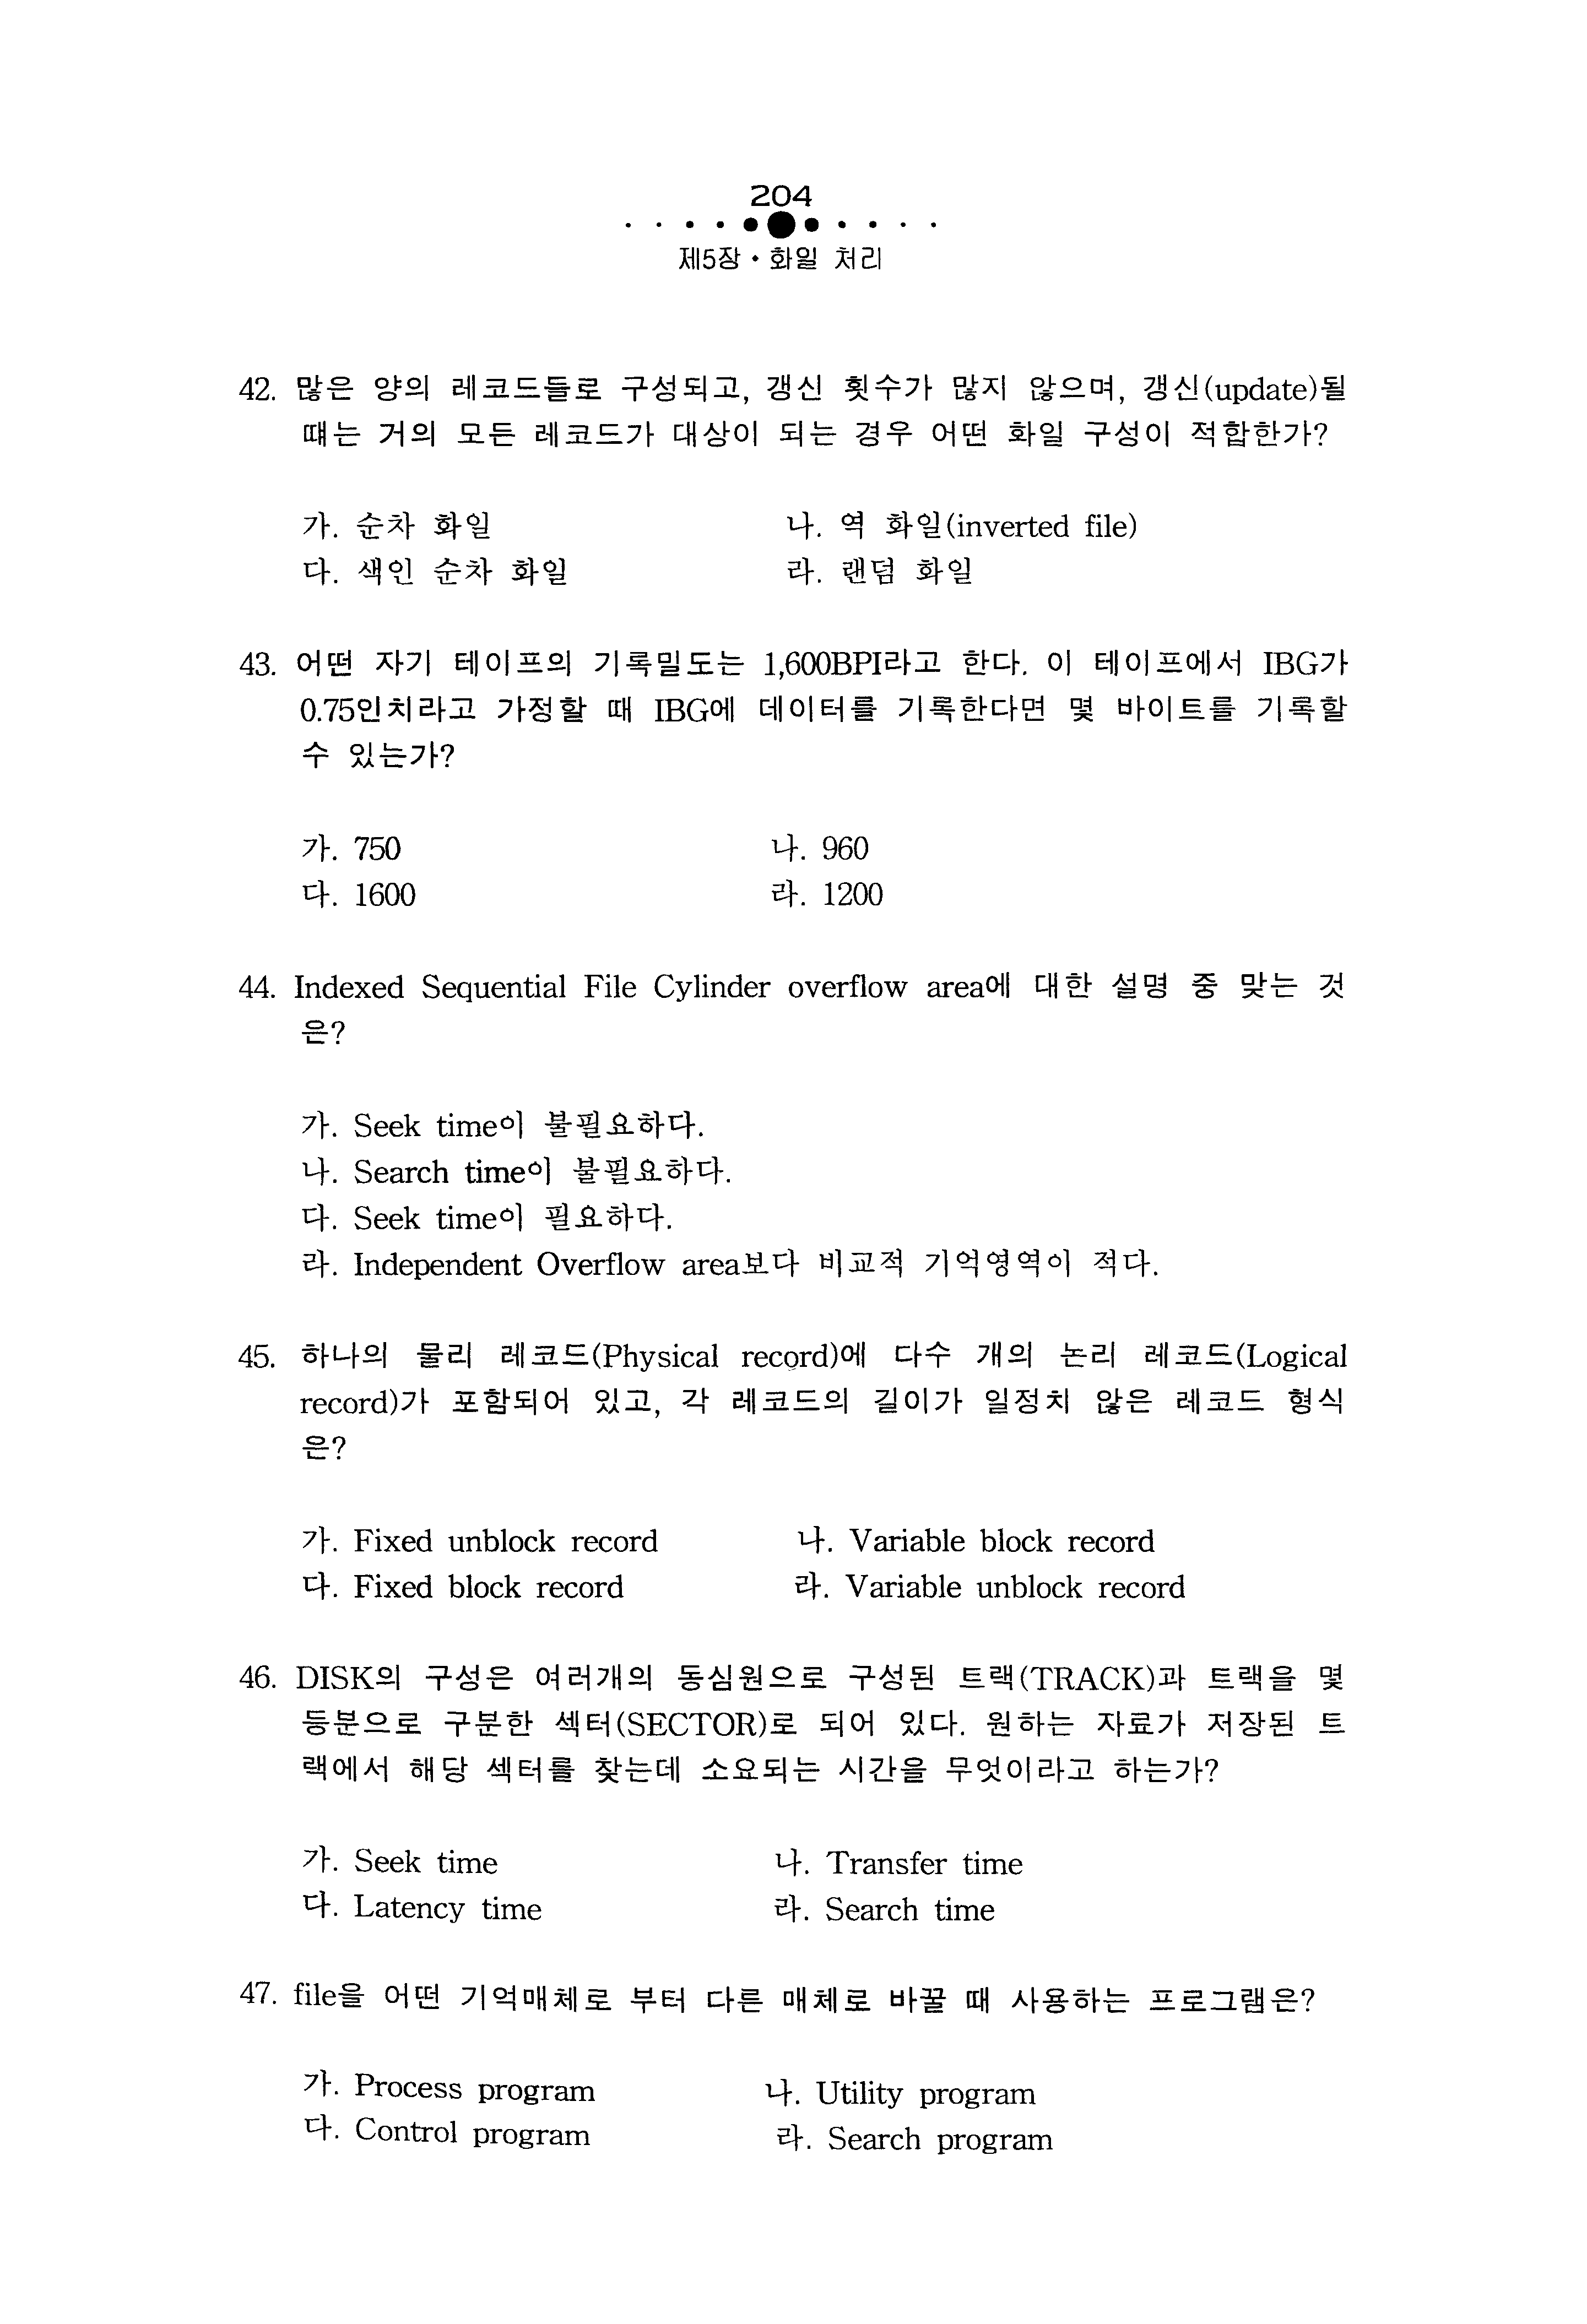 204
제5장 • 화일 처리
42. 많은 양의 레코드들로 구성되고, 갱신 횟수가 많지 않으며, 갱신(update)될
때는 거의 모든 레코드가 대상이 되는 경우 어떤 화일 구성이 적합한가?
가. 순차 화일 나. 역 화일(inverted file)
다. 색인 순차 화일 라. 랜덤 화일
43. 어떤 자기 테이프의 기록밀도는 1,600BPI라고 한다. 이 테이프에서 IBG가
0.75인치라고 가정할 때 IBG에 데이터를 기록한다면 몇 바이트를 기록할
수 있는가?
가. 750 나. 960
다. 1600 라. 1200
44. Indexed Sequential File Cylinder overflow area에 대한 설명 중 맞는 것
은?
가. Seek time이 불필요하다.
나. Search time이 불필요하다.
다. Seek time이 필요하다.
라. Independent Overflow area보다 비교적 기억영역이 적다.
45. 하나의 물리 레코드(Physical record)에 다수 개의 논리 레코드(Logical
record)가 포함되어 있고, 각 레코드의 길이가 일정치 않은 레코드 형식
은?
가. Fixed unblock record 나. Variable block record
다. Fixed block record 라. Variable unblock record
46. DISK의 구성은 여러개의 동심원으로 구성된 트랙(TRACK)과 트랙을 몇
등분으로 구분한 섹터(SECTOR)로 되어 있다. 원하는 자료가 저장된 트
랙에서 해당 섹터를 찾는데 소요되는 시간을 무엇이라고 하는가?
가. Seek time 나. Transfer time
다. Latency time 라. Search time
47. file을 어떤 기억매체로 부터 다른 매체로 바꿀 때 사용하는 프로그램은?
가. Process program 나. Utility program
다. Control program 라. Search program